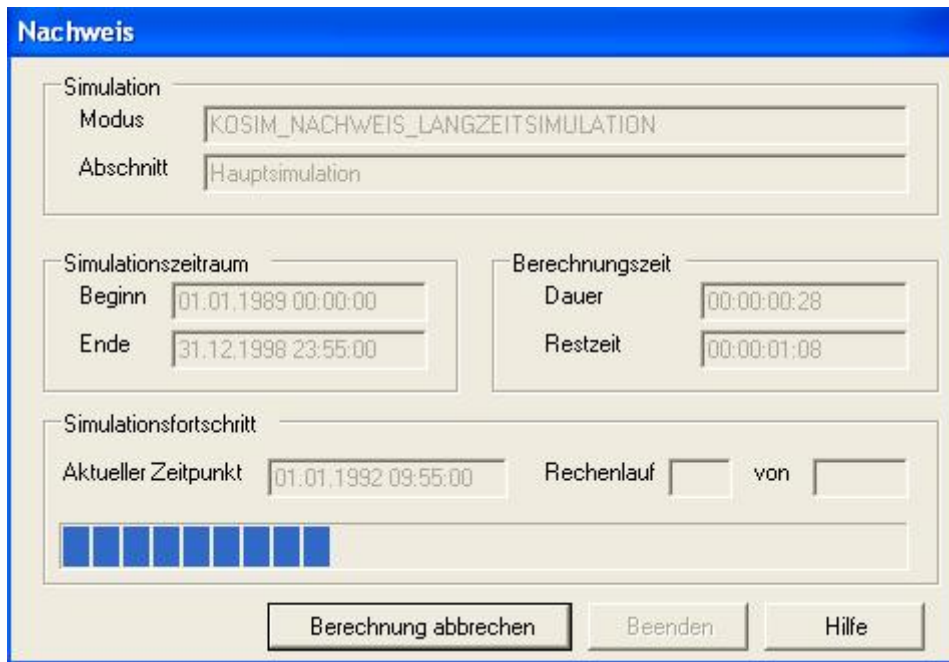 Nachweis
Simulation
Modus KOSIM_NACHWEIS_LANGZEITSIMULATION
Abschnitt Hauptsimulation
Simulationszeitraum
Beginn 01.01.1989 00:00:00
Ende 31.12.1998 23:55:00
Berechnungszeit
Dauer 00:00:00:28
Restzeit 00:00:01:08
Simulationsfortschritt
Aktueller Zeitpunkt 01.01.1992 09:55:00 Rechenlauf von
Berechnung abbrechen Beenden Hilfe